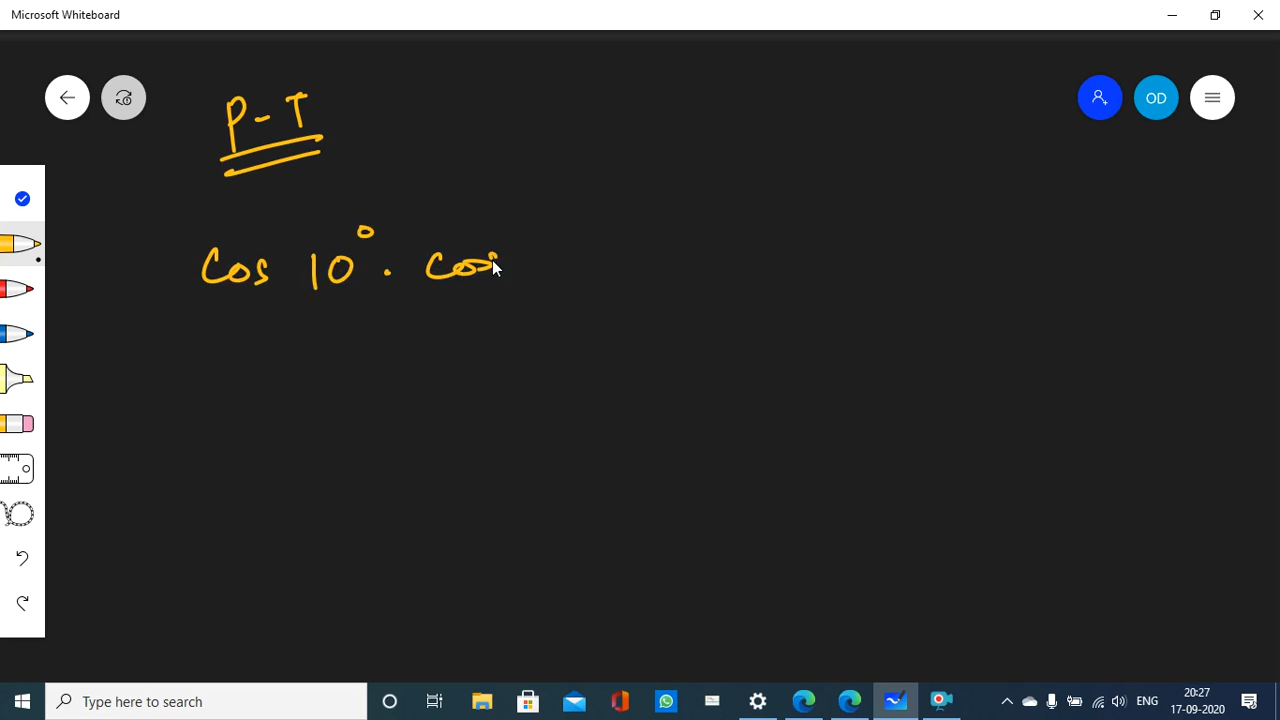 Microsoft Whiteboard
OD
P-T
Cos 10° . Cos
Type here to search
ENG
20:27
17-09-2020